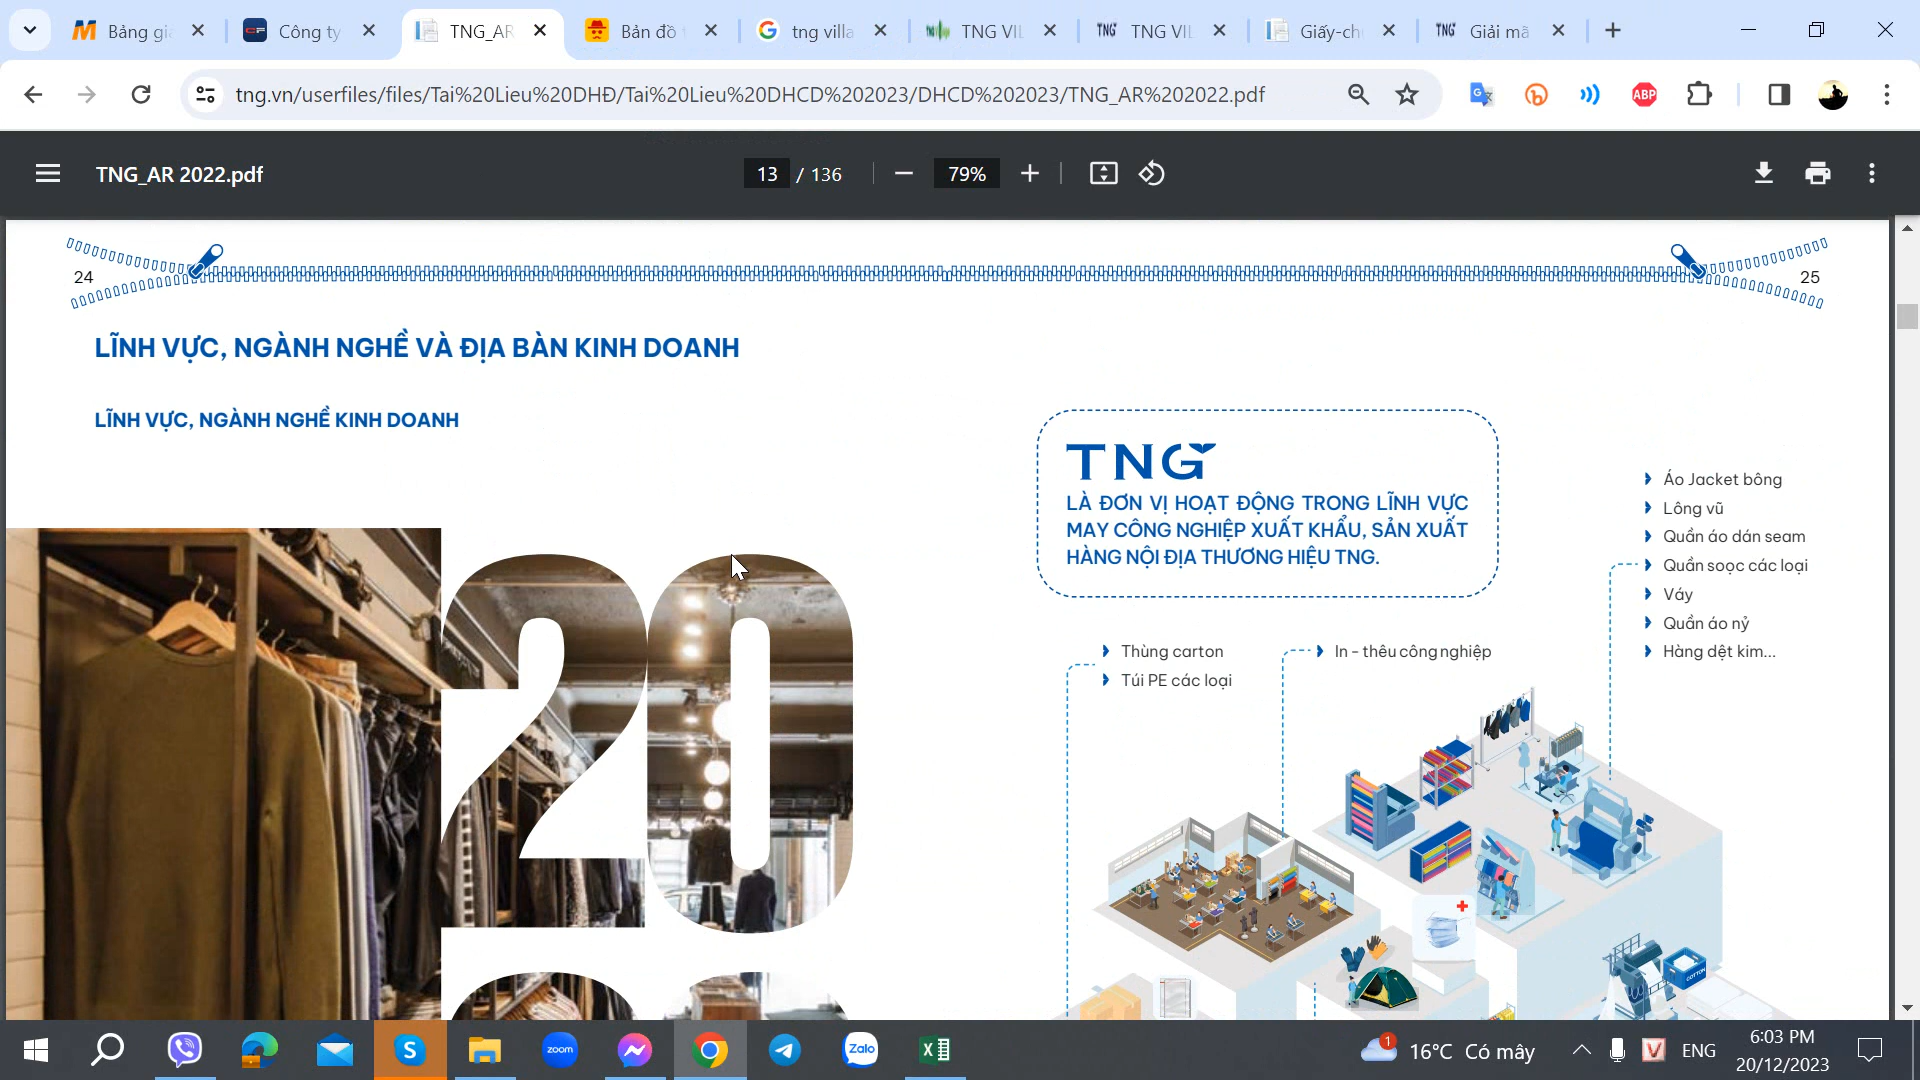 Bảng gi
Công ty
TNG_AR
Bản đồ
tng villa
TNG VIL
TNG VIL
Giấy-ch
Giải mã
tng.vn/userfiles/files/Tai%20Lieu%20DHĐ/Tai%20Lieu%20DHCD%202023/DHCD%202023/TNG_AR%202022.pdf
ABP
TNG_AR 2022.pdf
13 / 136
79%
24
25
LĨNH VỰC, NGÀNH NGHỀ VÀ ĐỊA BÀN KINH DOANH
LĨNH VỰC, NGÀNH NGHỀ KINH DOANH
TNG
LÀ ĐƠN VỊ HOẠT ĐỘNG TRONG LĨNH VỰC
MAY CÔNG NGHIỆP XUẤT KHẨU, SẢN XUẤT
HÀNG NỘI ĐỊA THƯƠNG HIỆU TNG.
Áo Jacket bông
Lông vũ
Quần áo dán seam
Quần soọc các loại
Váy
Quần áo nỷ
Hàng dệt kim...
Thùng carton
Túi PE các loại
In - thêu công nghiệp
20
COTTON
zoom
Zalo
1
16°C Có mây
ENG
6:03 PM
20/12/2023